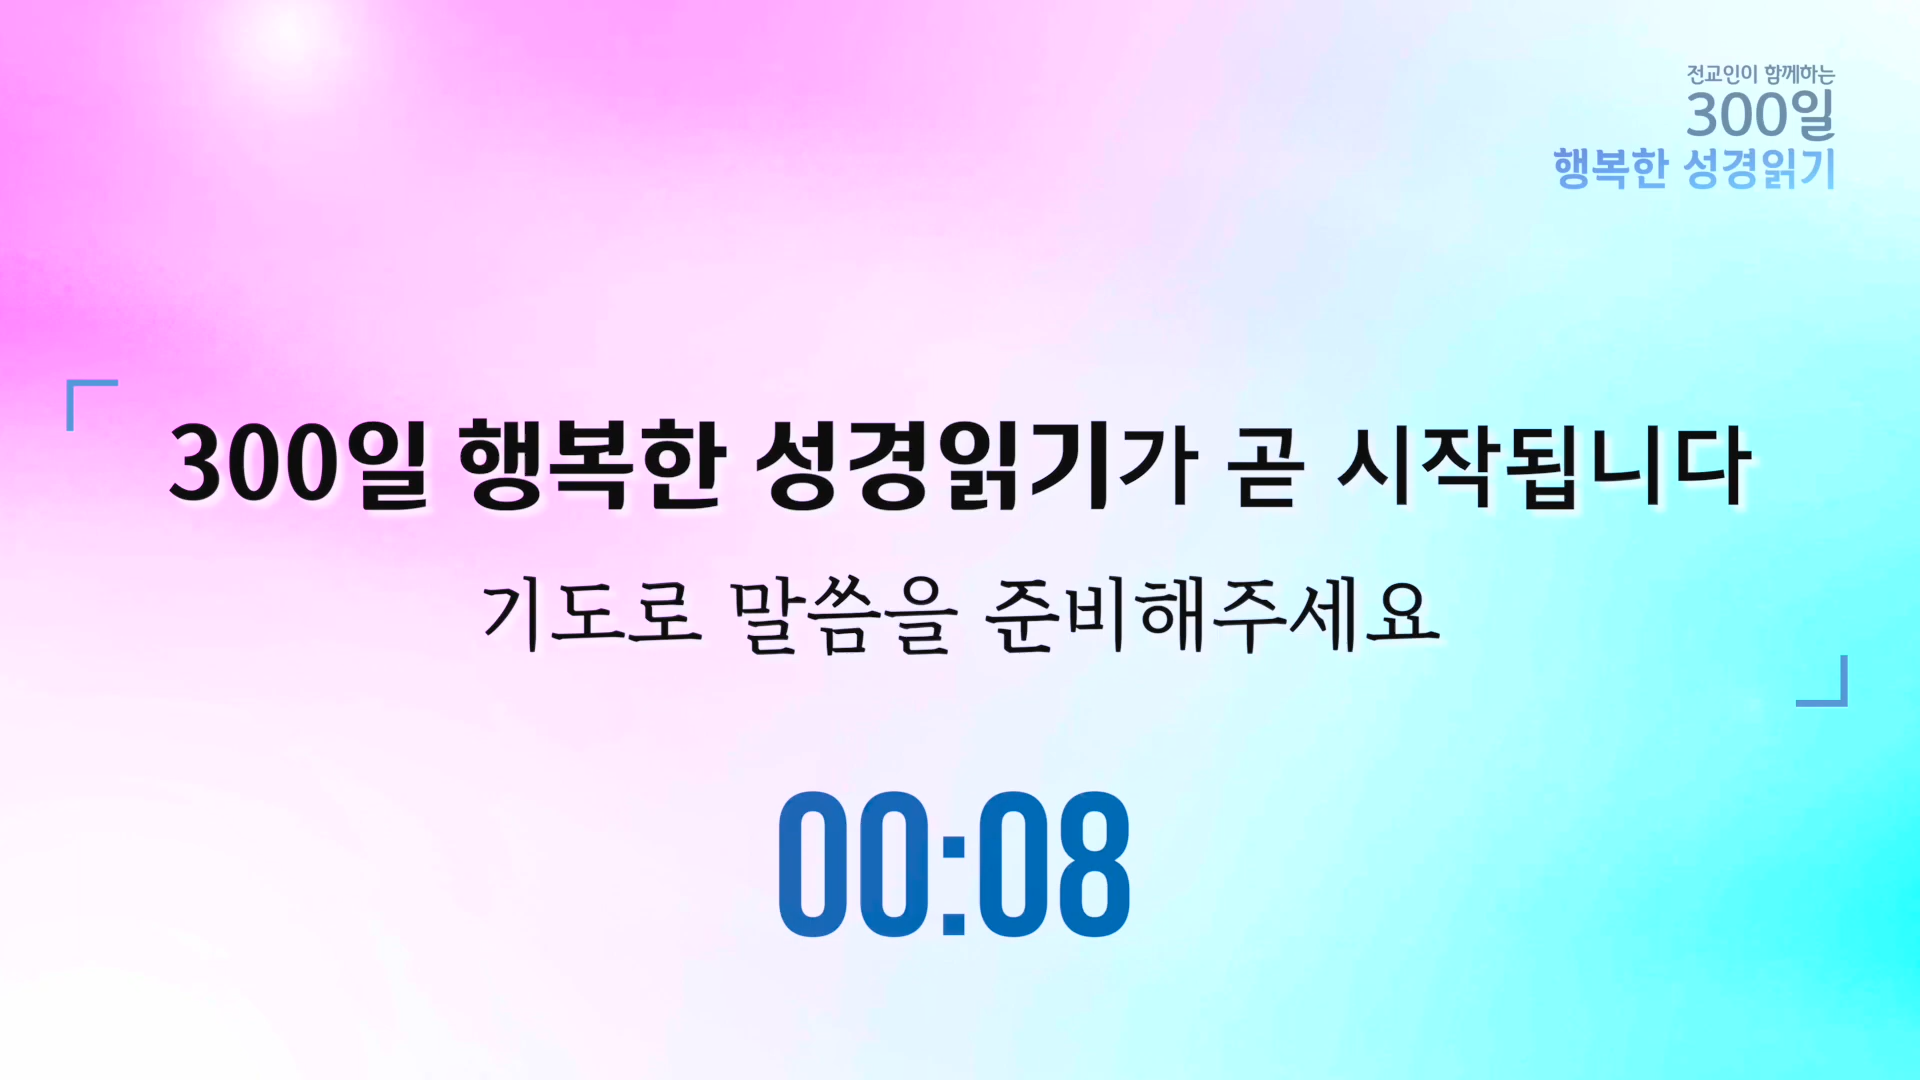 전교인이 함께하는
300일
행복한 성경읽기
300일 행복한 성경읽기가 곧 시작됩니다
기도로 말씀을 준비해주세요
00:08